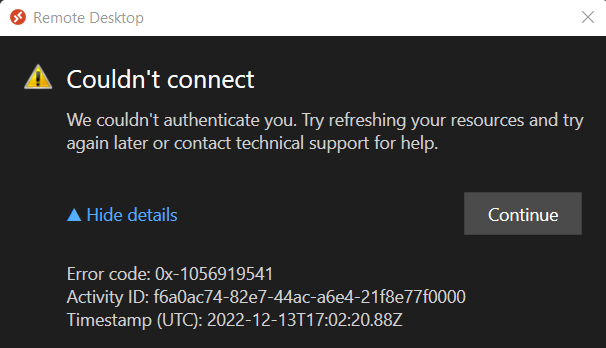 Remote Desktop
Couldn't connect
We couldn't authenticate you. Try refreshing your resources and try
again later or contact technical support for help.
Hide details
Continue
Error code: 0x-1056919541
Activity ID: f6a0ac74-82e7-44ac-a6e4-21f8e77f0000
Timestamp (UTC): 2022-12-13T17:02:20.88Z